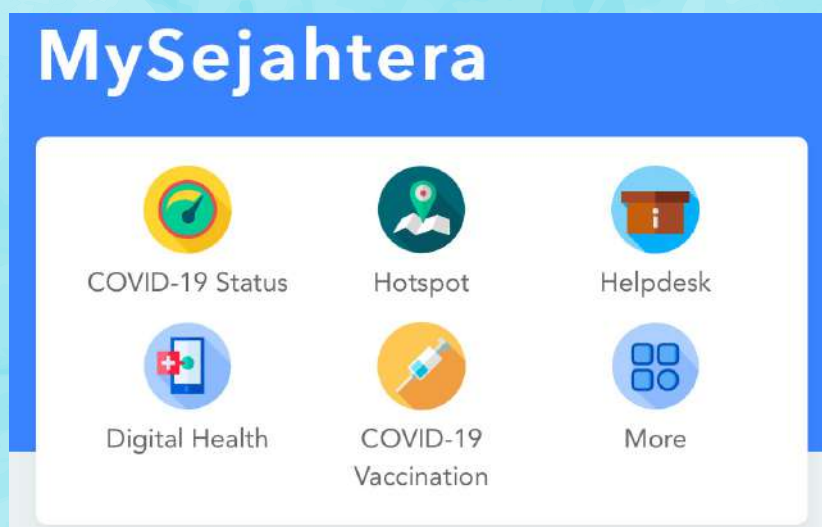 MySejahtera
COVID-19 Status
Hotspot
Helpdesk
i
Digital Health
COVID-19
Vaccination
More